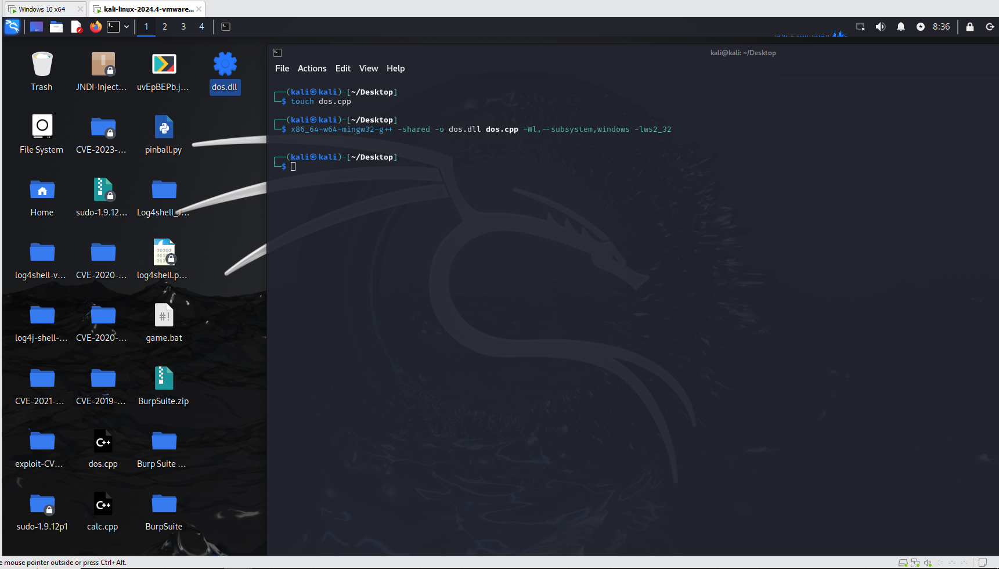 Windows 10 x64
kali-linux-2024.4-vmware...
1 2 3 4
8:36
kali@kali: ~/Desktop
File Actions Edit View Help
Trash
JNDI-Inject...
uvEpBEPb.j...
dos.dll
File System
CVE-2023-...
pinball.py
Home
sudo-1.9.12...
Log4shell_J...
log4shell-v...
CVE-2020-...
log4shell.p...
log4j-shell-...
CVE-2020-...
game.bat
CVE-2021-...
CVE-2019-...
BurpSuite.zip
exploit-CV...
dos.cpp
Burp Suite ...
sudo-1.9.12p1
calc.cpp
BurpSuite
#!
C++
C++
┌──(kali㉿kali)-[~/Desktop]
└─$ touch dos.cpp
┌──(kali㉿kali)-[~/Desktop]
└─$ x86_64-w64-mingw32-g++ -shared -o dos.dll dos.cpp -Wl,--subsystem,windows -lws2_32
┌──(kali㉿kali)-[~/Desktop]
└─$
e mouse pointer outside or press Ctrl+Alt.